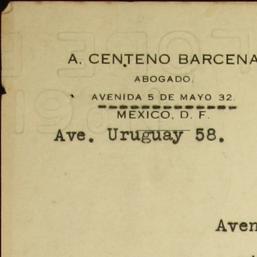 A. CENTENO BARCENA
ABOGADO.
AVENIDA 5 DE MAYO 32.
MEXICO, D. F.
Ave. Uruguay 58.
Aven